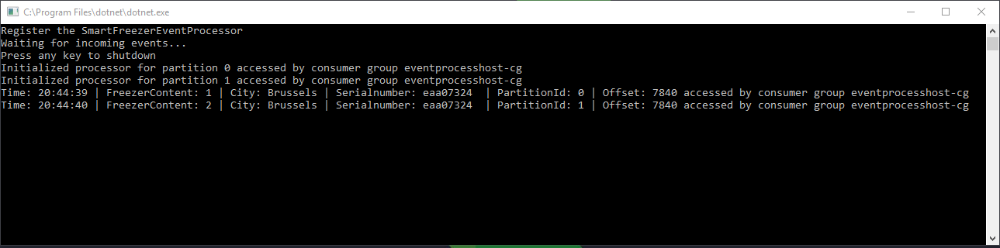 C:\Program Files\dotnet\dotnet.exe
Register the SmartFreezerEventProcessor
Waiting for incoming events...
Press any key to shutdown
Initialized processor for partition 0 accessed by consumer group eventprocesshost-cg
Initialized processor for partition 1 accessed by consumer group eventprocesshost-cg
Time: 20:44:39 | FreezerContent: 1 | City: Brussels | Serialnumber: eaa07324  | PartitionId: 0 | Offset: 7840 accessed by consumer group eventprocesshost-cg
Time: 20:44:40 | FreezerContent: 2 | City: Brussels | Serialnumber: eaa07324  | PartitionId: 1 | Offset: 7840 accessed by consumer group eventprocesshost-cg